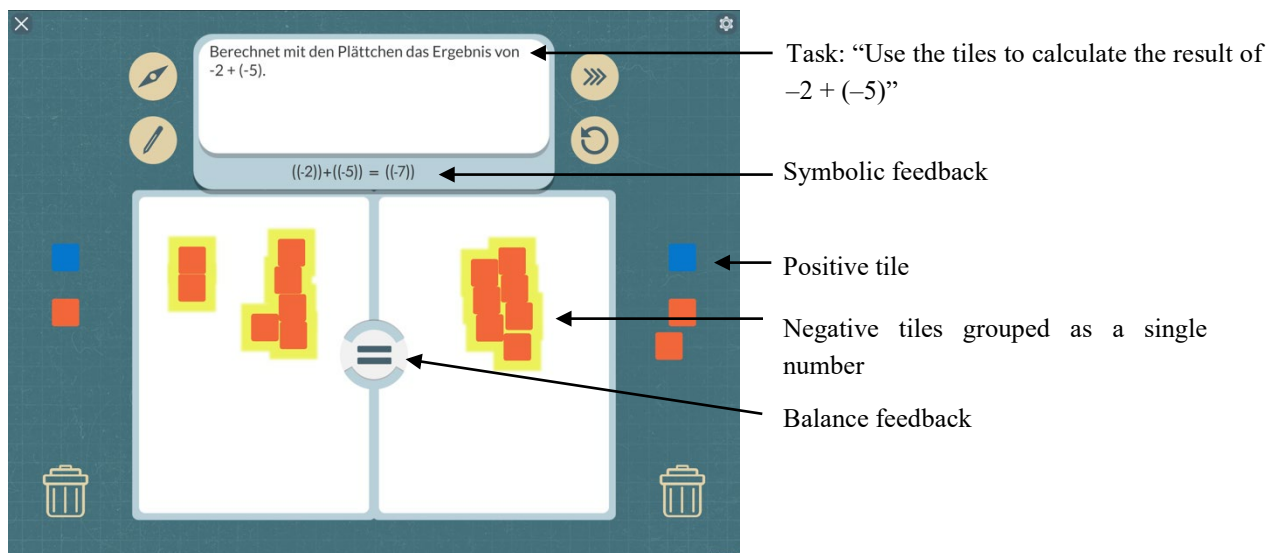 Berechnet mit den Plättchen das Ergebnis von
-2 + (-5).
((-2))+((-5)) = ((-7))
Task: “Use the tiles to calculate the result of
–2 + (–5)”
Symbolic feedback
Positive tile
Negative tiles grouped as a single
number
Balance feedback